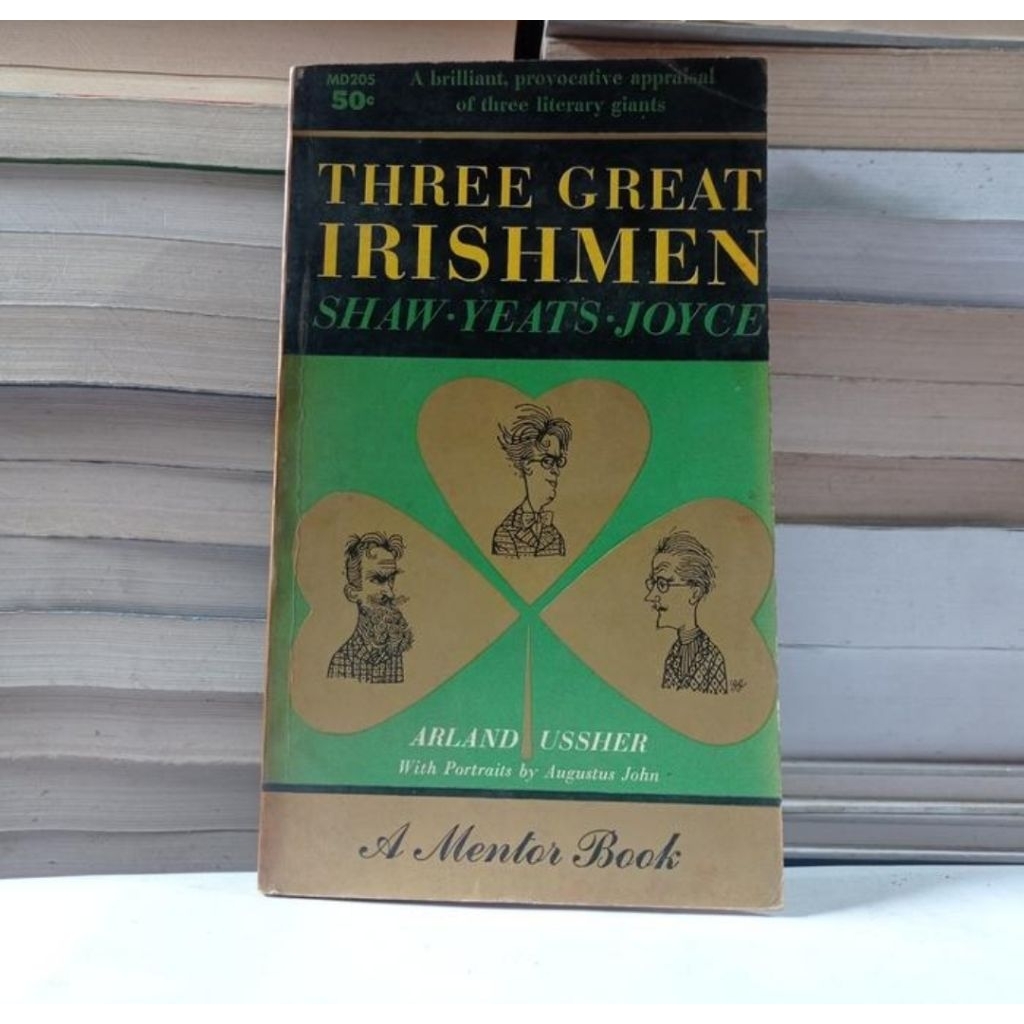 MD205
50¢
A brilliant, provocative appraisal
of three literary giants
THREE GREAT
IRISHMEN
SHAW·YEATS·JOYCE
ARLAND USSHER
With Portraits by Augustus John
A Mentor Book